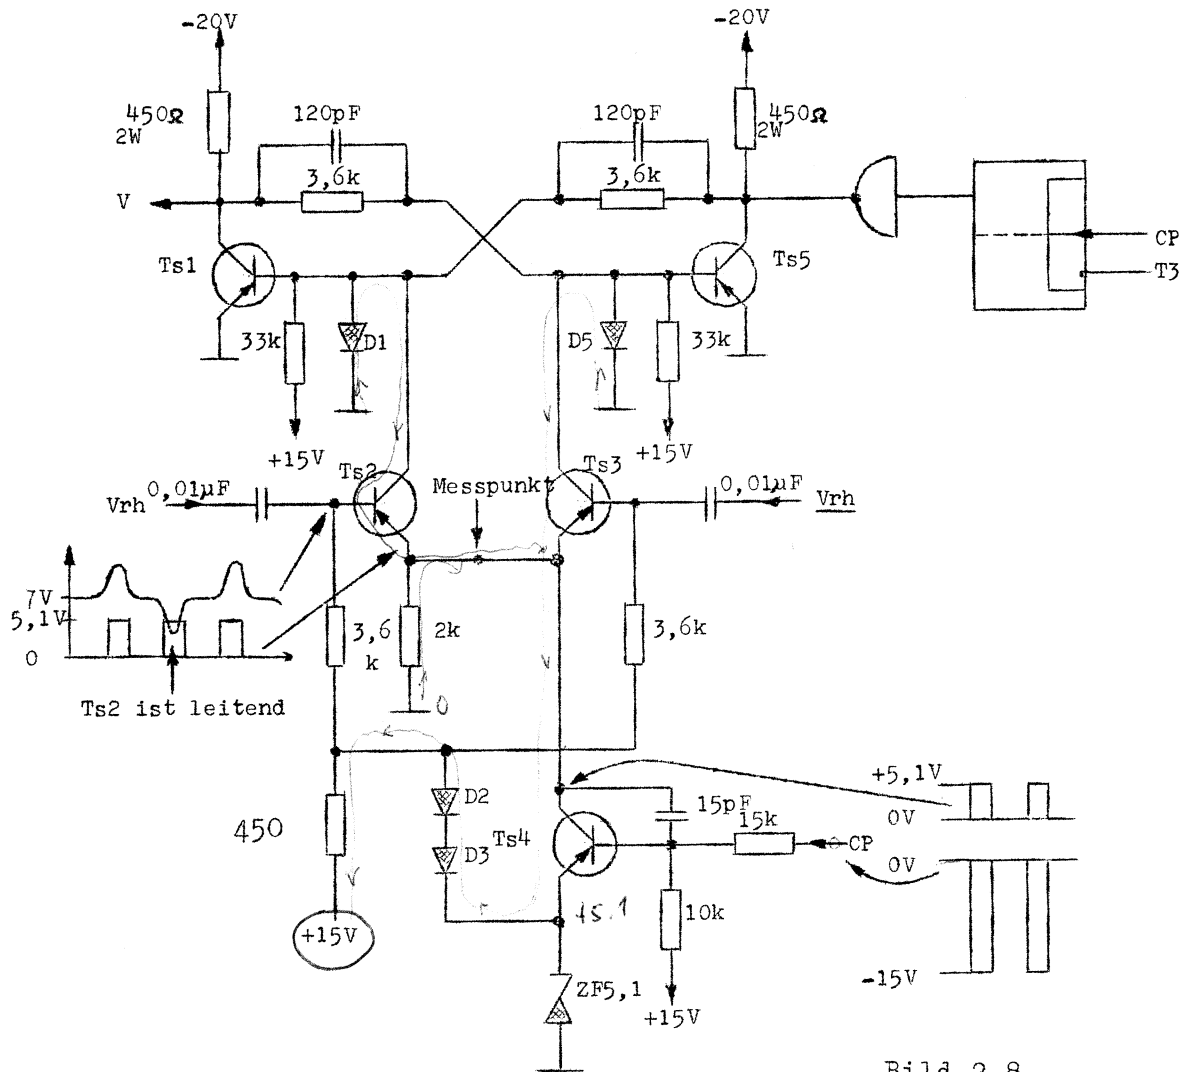 -20V
-20V
450Ω
2W
120pF
3,6k
120pF
3,6k
450Ω
2W
V
Ts1
Ts5
CP
T3
33k
D1
D5
33k
+15V
+15V
Ts2
Ts3
Messpunkt
Vrh
0,01µF
0,01µF
Vrh
7V
5,1V
0
3,6
k
2k
3,6k
Ts2 ist leitend
0
+5,1V
0V
D2
15pF
15k
450
Ts4
CP
D3
0V
+5.1
10k
+15V
ZF5,1
-15V
+15V
Bild 2.8